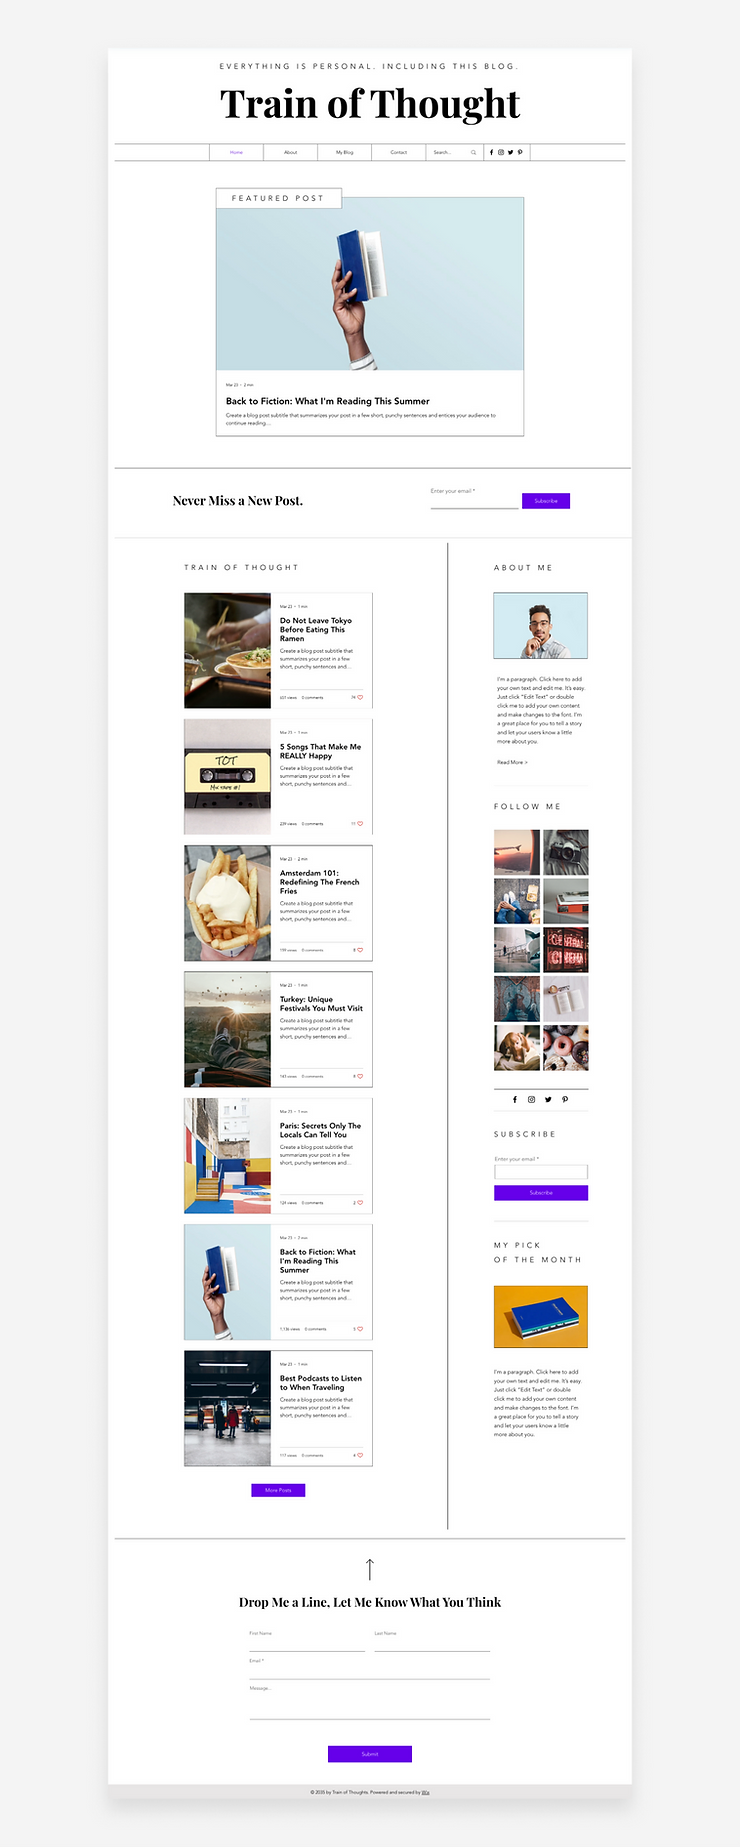 EVERYTHING IS PERSONAL. INCLUDING THIS BLOG.
Train of Thought
Home
About
My Blog
Contact
Search...
FEATURED POST
Mar 23 · 2 min
Back to Fiction: What I'm Reading This Summer
Create a blog post subtitle that summarizes your post in a few short, punchy sentences and entices your audience to
continue reading...
Never Miss a New Post.
Enter your email *
Subscribe
TRAIN OF THOUGHT
Mar 23 · 1 min
Do Not Leave Tokyo
Before Eating This
Ramen
Create a blog post subtitle that
summarizes your post in a few
short, punchy sentences and...
651 views 0 comments 74
TOT
Mix tape #1
Mar 23 · 1 min
5 Songs That Make Me
REALLY Happy
Create a blog post subtitle that
summarizes your post in a few
short, punchy sentences and...
239 views 0 comments 11
Mar 23 · 2 min
Amsterdam 101:
Redefining The French
Fries
Create a blog post subtitle that
summarizes your post in a few
short, punchy sentences and...
199 views 0 comments 8
Mar 23 · 1 min
Turkey: Unique
Festivals You Must Visit
Create a blog post subtitle that
summarizes your post in a few
short, punchy sentences and...
views 0 comments
Mar 23 · 1 min
Paris: Secrets Only The
Locals Can Tell You
Create a blog post subtitle that
summarizes your post in a few
short, punchy sentences and...
124 views 0 comments 2
Mar 23 · 2 min
Back to Fiction: What
I'm Reading This
Summer
Create a blog post subtitle that
summarizes your post in a few
short, punchy sentences and...
1,136 views 0 comments 5
Mar 23 · 1 min
Best Podcasts to Listen
to When Traveling
Create a blog post subtitle that
summarizes your post in a few
short, punchy sentences and...
117 views 0 comments
More Posts
ABOUT ME
I'm a paragraph. Click here to add
your own text and edit me. It's easy.
Just click "Edit Text" or double
click me to add your own content
and make changes to the font. I'm
a great place for you to tell a story
and let your users know a little
more about you.
Read More >
FOLLOW ME
CENTRAL
CINEMA
SUBSCRIBE
Enter your email *
Subscribe
MY PICK
OF THE MONTH
I'm a paragraph. Click here to add
your own text and edit me. It's easy.
Just click "Edit Text" or double
click me to add your own content
and make changes to the font. I'm
a great place for you to tell a story
and let your users know a little
more about you.
Drop Me a Line, Let Me Know What You Think
First Name
Last Name
Email *
Message...
Submit
© 2035 by Train of Thoughts. Powered and secured by Wix